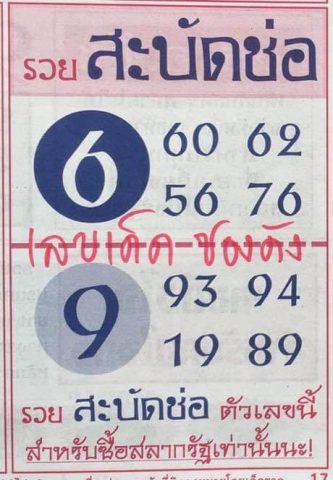 รวย สะบัดช่อ
6 60 62
56 76
เลขเด็ด ซองดัง
9 93 94
19 89
รวย สะบัดช่อ ตัวเลขนี้
สำหรับซื้อสลากรัฐเท่านั้นนะ!
17